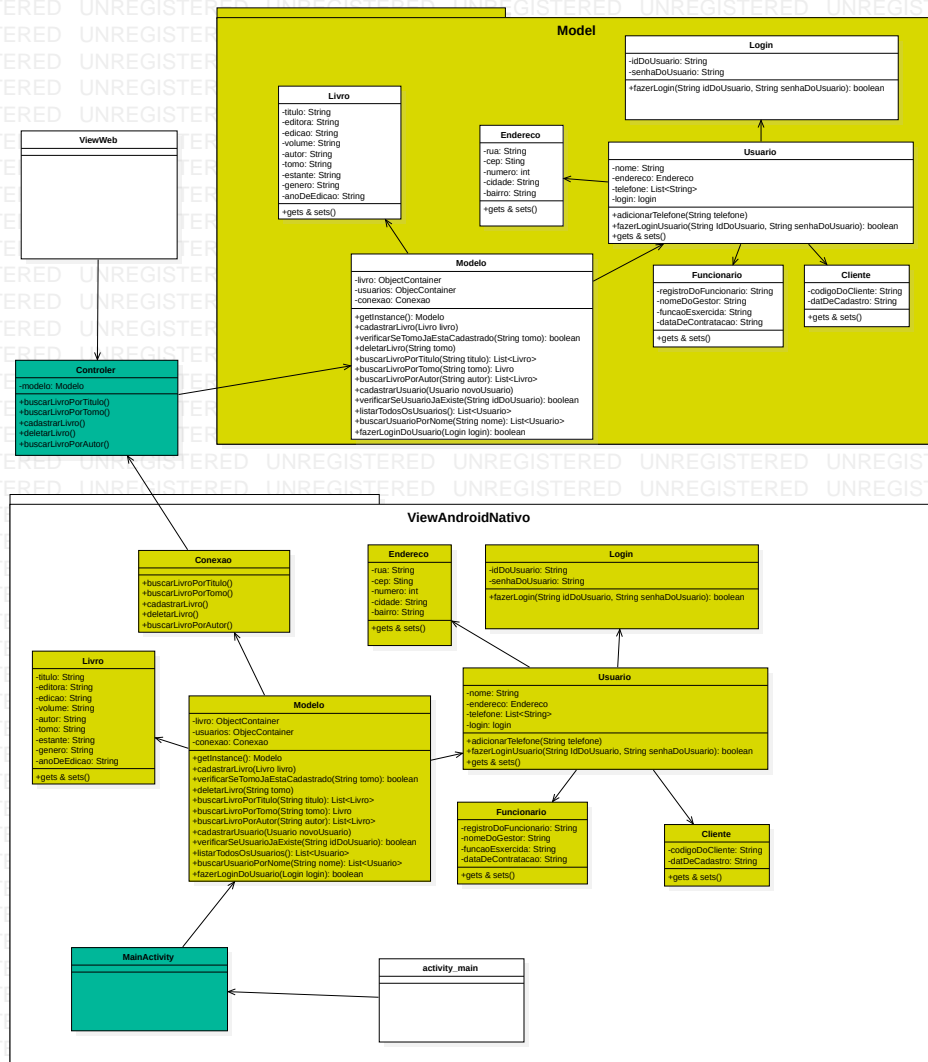 Model
Login
-idDoUsuario: String
-senhaDoUsuario: String
+fazerLogin(String idDoUsuario, String senhaDoUsuario): boolean
Livro
-titulo: String
-editora: String
-edicao: String
-volume: String
-autor: String
-tomo: String
-estante: String
-genero: String
-anoDeEdicao: String
+gets & sets()
Endereco
-rua: String
-cep: Sting
-numero: int
-cidade: String
-bairro: String
+gets & sets()
ViewWeb
Usuario
-nome: String
-endereco: Endereco
-telefone: List<String>
-login: login
+adicionarTelefone(String telefone)
+fazerLoginUsuario(String IdDoUsuario, String senhaDoUsuario): boolean
+gets & sets()
Modelo
-livro: ObjectContainer
-usuarios: ObjecContainer
-conexao: Conexao
+getInstance(): Modelo
+cadastrarLivro(Livro livro)
+verificarSeTomoJaEstaCadastrado(String tomo): boolean
+deletarLivro(String tomo)
+buscarLivroPorTitulo(String titulo): List<Livro>
+buscarLivroPorTomo(String tomo): Livro
+buscarLivroPorAutor(String autor): List<Livro>
+cadastrarUsuario(Usuario novoUsuario)
+verificarSeUsuarioJaExiste(String idDoUsuario): boolean
+listarTodosOsUsuarios(): List<Usuario>
+buscarUsuarioPorNome(String nome): List<Usuario>
+fazerLoginDoUsuario(Login login): boolean
Funcionario
-registroDoFuncionario: String
-nomeDoGestor: String
-funcaoExsercida: String
-dataDeContratacao: String
+gets & sets()
Cliente
-codigoDoCliente: String
-datDeCadastro: String
+gets & sets()
Controler
-modelo: Modelo
+buscarLivroPorTitulo()
+buscarLivroPorTomo()
+cadastrarLivro()
+deletarLivro()
+buscarLivroPorAutor()
UNREGISTERED UNREGISTERED UNREGISTERED UNREGISTERED
ViewAndroidNativo
Conexao
+buscarLivroPorTitulo()
+buscarLivroPorTomo()
+cadastrarLivro()
+deletarLivro()
+buscarLivroPorAutor()
Endereco
-rua: String
-cep: Sting
-numero: int
-cidade: String
-bairro: String
+gets & sets()
Login
-idDoUsuario: String
-senhaDoUsuario: String
+fazerLogin(String idDoUsuario, String senhaDoUsuario): boolean
Livro
-titulo: String
-editora: String
-edicao: String
-volume: String
-autor: String
-tomo: String
-estante: String
-genero: String
-anoDeEdicao: String
+gets & sets()
Modelo
-livro: ObjectContainer
-usuarios: ObjecContainer
-conexao: Conexao
+getInstance(): Modelo
+cadastrarLivro(Livro livro)
+verificarSeTomoJaEstaCadastrado(String tomo): boolean
+deletarLivro(String tomo)
+buscarLivroPorTitulo(String titulo): List<Livro>
+buscarLivroPorTomo(String tomo): Livro
+buscarLivroPorAutor(String autor): List<Livro>
+cadastrarUsuario(Usuario novoUsuario)
+verificarSeUsuarioJaExiste(String idDoUsuario): boolean
+listarTodosOsUsuarios(): List<Usuario>
+buscarUsuarioPorNome(String nome): List<Usuario>
+fazerLoginDoUsuario(Login login): boolean
Usuario
-nome: String
-endereco: Endereco
-telefone: List<String>
-login: login
+adicionarTelefone(String telefone)
+fazerLoginUsuario(String IdDoUsuario, String senhaDoUsuario): boolean
+gets & sets()
Funcionario
-registroDoFuncionario: String
-nomeDoGestor: String
-funcaoExsercida: String
-dataDeContratacao: String
+gets & sets()
Cliente
-codigoDoCliente: String
-datDeCadastro: String
+gets & sets()
MainActivity
activity_main